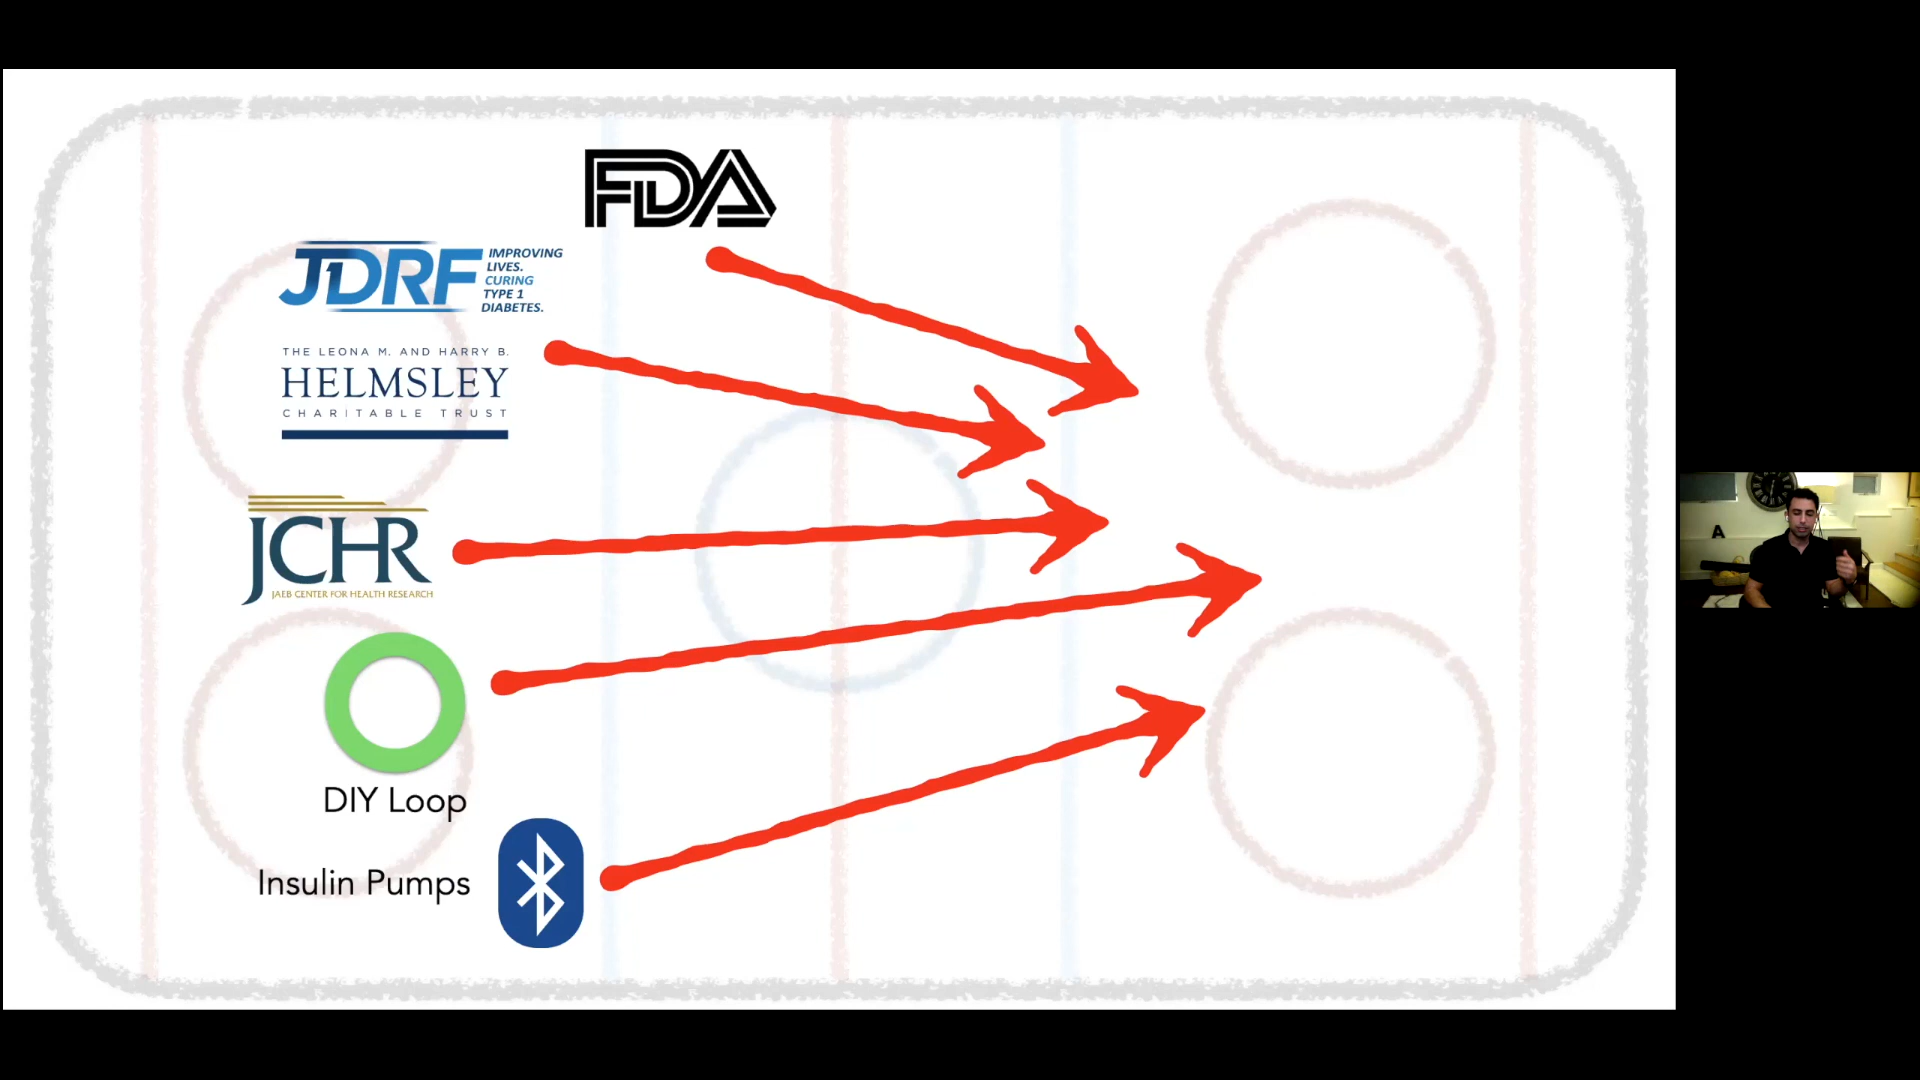 FDA
JDRF
IMPROVING
LIVES.
CURING
TYPE 1
DIABETES.
THE LEONA M. AND HARRY B.
HELMSLEY
CHARITABLE TRUST
JCHR
JAEB CENTER FOR HEALTH RESEARCH
DIY Loop
Insulin Pumps
A